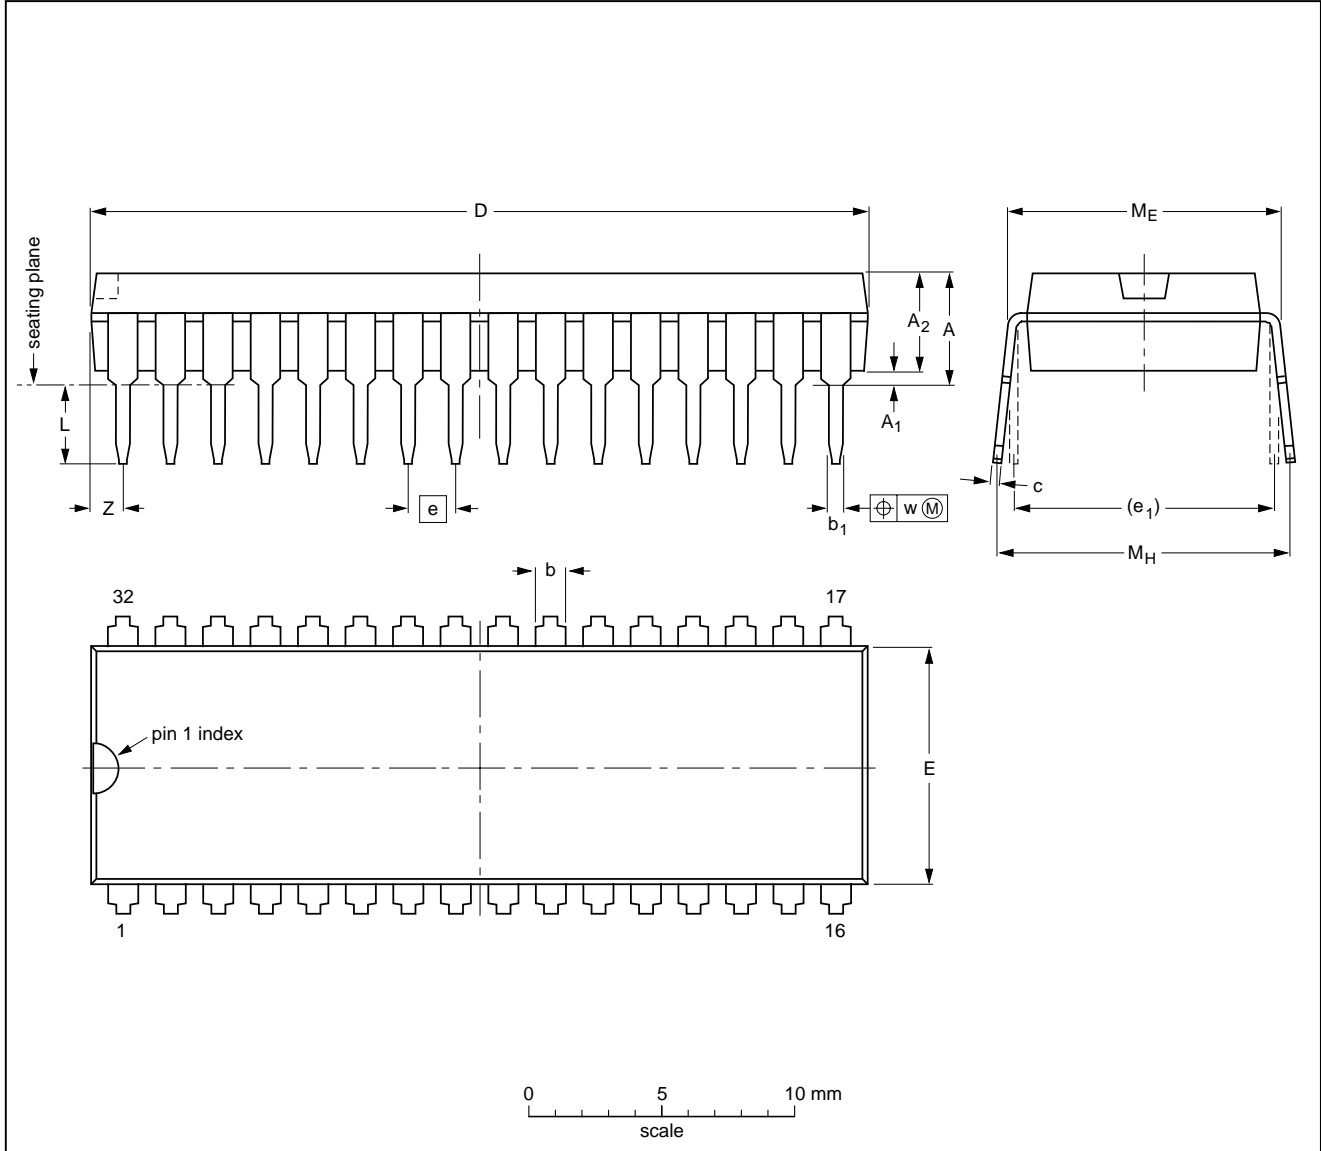 D
M_E
seating plane
A_2
A
L
A_1
Z
e
b_1
w Ⓜ
c
(e_1)
M_H
b
32
17
pin 1 index
E
1
16
0
5
10 mm
scale